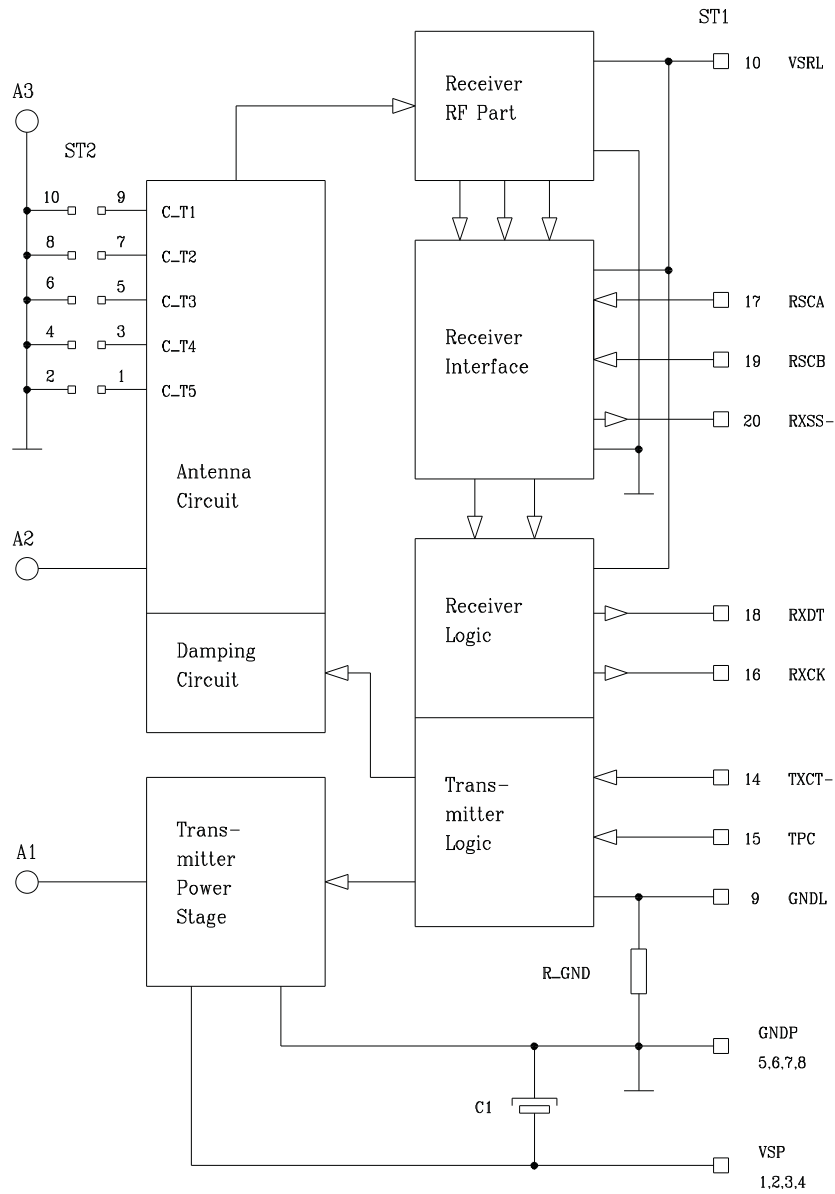 ST1
Receiver
RF Part
10 VSRL
A3
ST2
10 9 C_T1
8 7 C_T2
6 5 C_T3
4 3 C_T4
2 1 C_T5
17 RSCA
Receiver
Interface
19 RSCB
20 RXSS-
Antenna
Circuit
A2
Receiver
Logic
18 RXDT
Damping
Circuit
16 RXCK
Trans-
mitter
Logic
14 TXCT-
15 TPC
Trans-
mitter
Power
Stage
A1
9 GNDL
R_GND
GNDP
5,6,7,8
C1
VSP
1,2,3,4